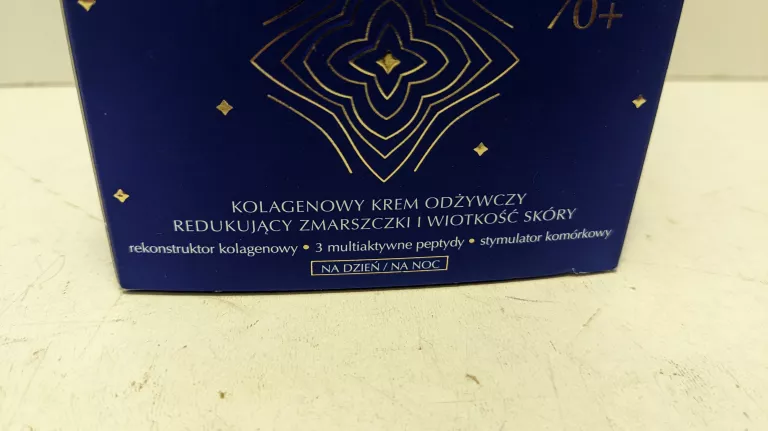 70+
KOLAGENOWY KREM ODŻYWCZY
REDUKUJĄCY ZMARSZCZKI I WIOTKOŚĆ SKÓRY
rekonstruktor kolagenowy • 3 multiaktywne peptydy • stymulator komórkowy
NA DZIEŃ / NA NOC